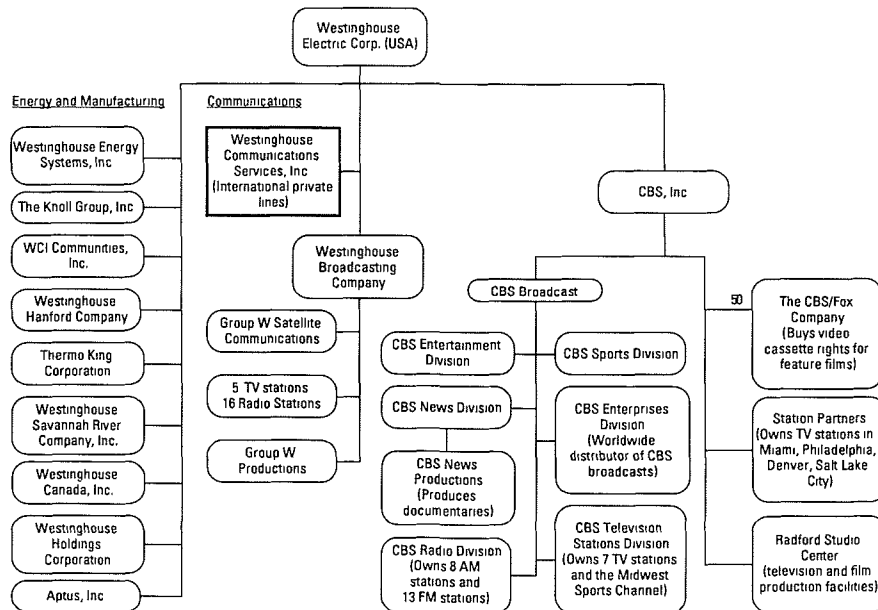 Westinghouse
Electric Corp. (USA)
Energy and Manufacturing
Westinghouse Energy
Systems, Inc
The Knoll Group, Inc
WCI Communities,
Inc.
Westinghouse
Hanford Company
Thermo King
Corporation
Westinghouse
Savannah River
Company, Inc.
Westinghouse
Canada, Inc.
Westinghouse
Holdings
Corporation
Aptus, Inc
Communications
Westinghouse
Communications
Services, Inc
(International private
lines)
Westinghouse
Broadcasting
Company
Group W Satellite
Communications
5 TV stations
16 Radio Stations
Group W
Productions
CBS, Inc
CBS Broadcast
CBS Entertainment
Division
CBS Sports Division
CBS News Division
CBS News
Productions
(Produces
documentaries)
CBS Enterprises
Division
(Worldwide
distributor of CBS
broadcasts)
CBS Radio Division
(Owns 8 AM
stations and
13 FM stations)
CBS Television
Stations Division
(Owns 7 TV stations
and the Midwest
Sports Channel)
50
The CBS/Fox
Company
(Buys video
cassette rights for
feature films)
Station Partners
(Owns TV stations in
Miami, Philadelphia,
Denver, Salt Lake
City)
Radford Studio
Center
(television and film
production facilities)